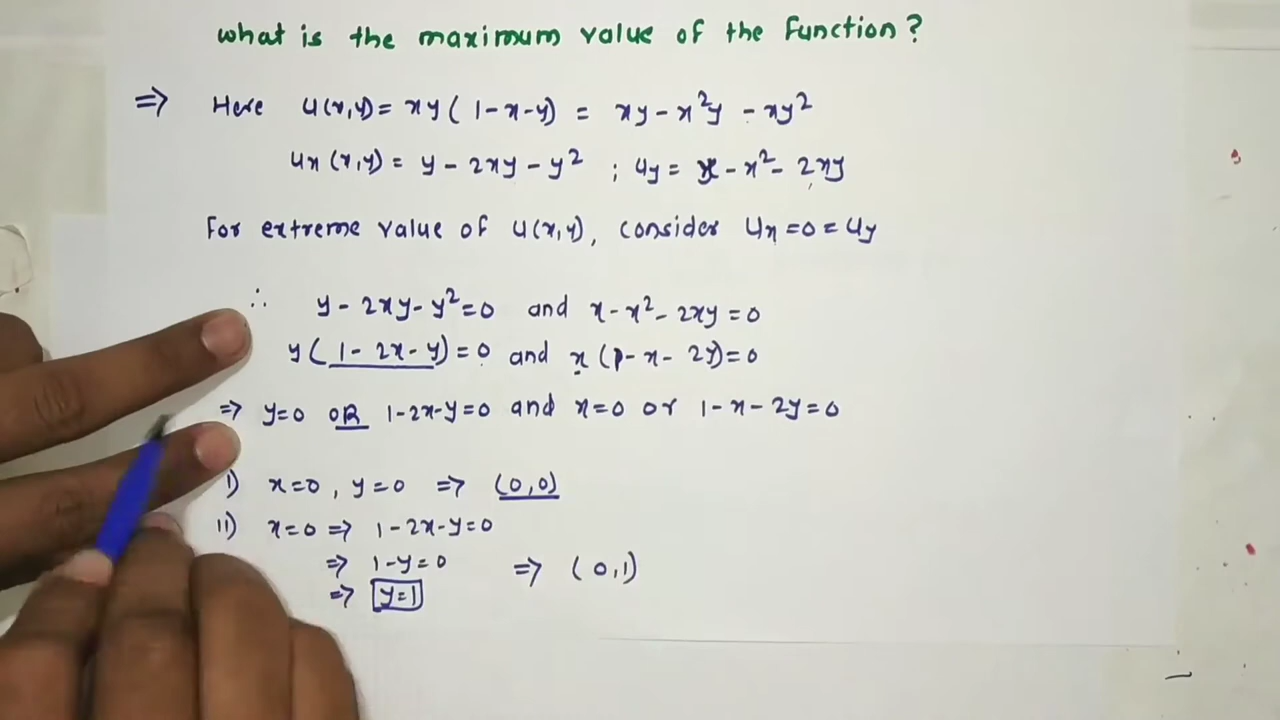 what is the maximum value of the function?
⇒ Here u(x,y) = xy(1-x-y) = xy - x²y - xy²
ux(x,y) = y - 2xy - y² ; uy = x - x² - 2xy
For extreme value of u(x,y), consider ux = 0 = uy
∴ y - 2xy - y² = 0 and x - x² - 2xy = 0
y(1-2x-y) = 0 and x(1-x-2y) = 0
⇒ y=0 OR 1-2x-y=0 and x=0 or 1-x-2y=0
i) x=0, y=0 ⇒ (0,0)
ii) x=0 ⇒ 1-2x-y=0
⇒ 1-y=0 ⇒ (0,1)
⇒ y=1